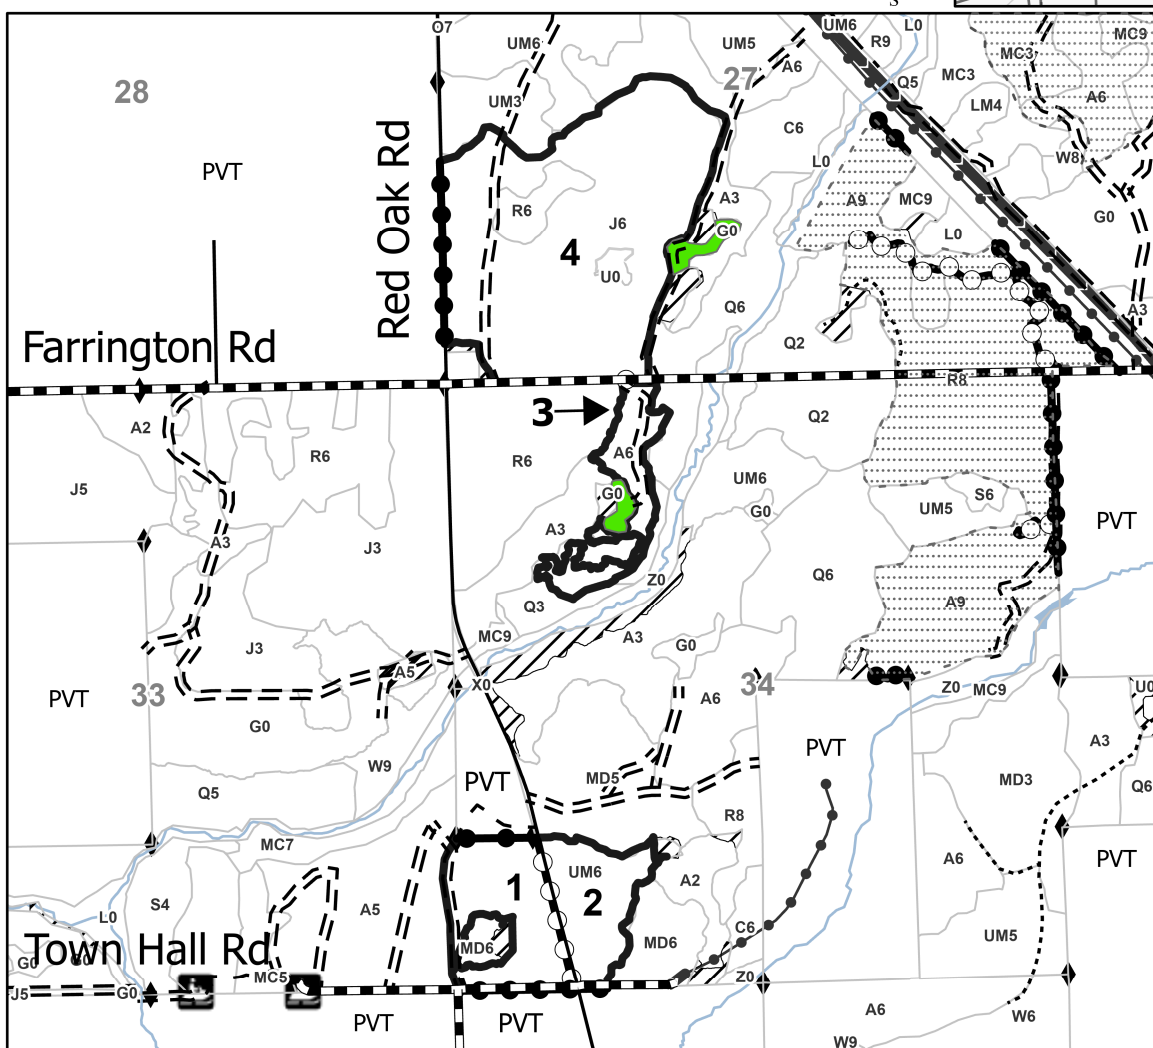 S
O7
UM6
UM5
27
A6
UM6
R9
L0
MC3
MC9
28
UM3
Q5
MC3
LM4
A6
C6
Red Oak Rd
PVT
L0
W8
R6
J6
A3
G0
A9
MC9
L0
G0
4
U0
Q6
Q2
A3
Farrington Rd
R8
3
A2
R6
R6
A6
Q2
J5
G0
UM6
G0
UM5
S6
PVT
A3
J3
A3
Z0
Q6
A9
Q3
MC9
A3
G0
J3
A5
X0
PVT
33
34
Z0
MC9
U0
G0
A6
PVT
A3
W9
PVT
MD5
MD3
Q6
Q5
R8
MC7
UM6
A6
PVT
S4
A5
1
2
A2
L0
C6
UM5
Town Hall Rd
MD6
MD6
G0
G0
MC5
Z0
J5
G0
PVT
PVT
A6
W6
W9